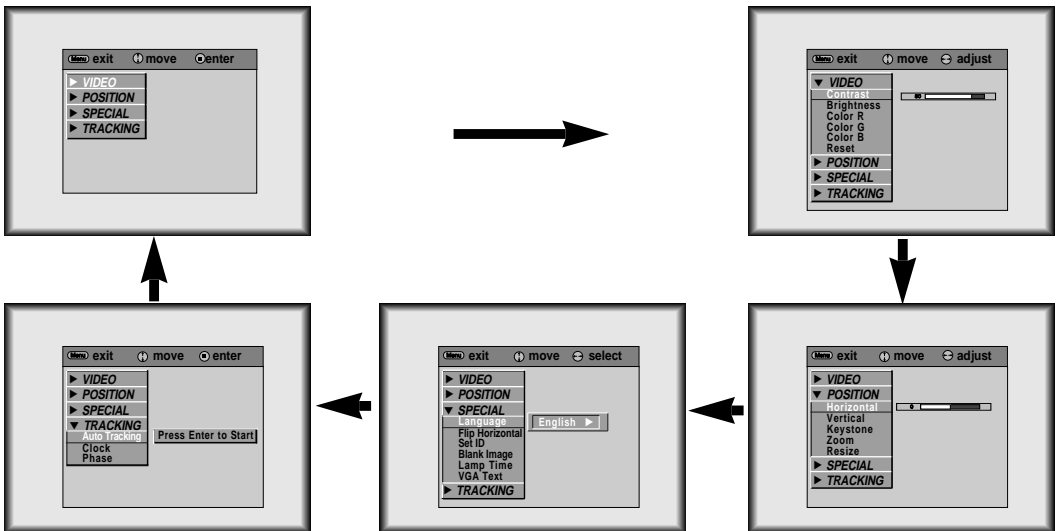 Menu exit move enter
VIDEO
POSITION
SPECIAL
TRACKING
Menu exit move adjust
VIDEO
Contrast
80
Brightness
Color R
Color G
Color B
Reset
POSITION
SPECIAL
TRACKING
Menu exit move enter
VIDEO
POSITION
SPECIAL
TRACKING
Auto Tracking Press Enter to Start
Clock
Phase
Menu exit move select
VIDEO
POSITION
SPECIAL
Language English
Flip Horizontal
Set ID
Blank Image
Lamp Time
VGA Text
TRACKING
Menu exit move adjust
VIDEO
POSITION
Horizontal 0
Vertical
Keystone
Zoom
Resize
SPECIAL
TRACKING